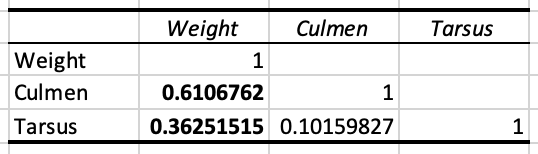 Weight Culmen Tarsus
Weight 1
Culmen 0.6106762 1
Tarsus 0.36251515 0.10159827 1